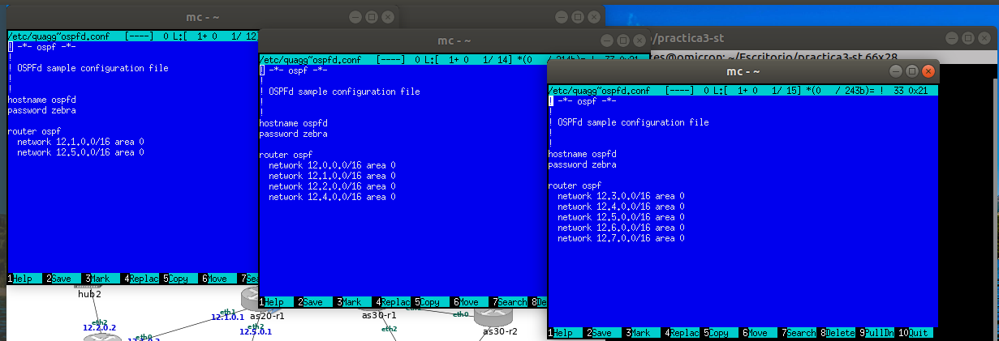 mc - ~
/etc/quagg~ospfd.conf [----] 0 L:[ 1+ 0 1/ 12]
! -*- ospf -*-
!
! OSPFd sample configuration file
!
!
hostname ospfd
password zebra
router ospf
network 12.1.0.0/16 area 0
network 12.5.0.0/16 area 0
1Help 2Save 3Mark 4Replac 5Copy 6Move 7Sea
mc - ~
/etc/quagg~ospfd.conf [----] 0 L:[ 1+ 0 1/ 14] *(0 / 214b)= ! 33 0x21
! -*- ospf -*-
!
! OSPFd sample configuration file
!
!
hostname ospfd
password zebra
router ospf
network 12.0.0.0/16 area 0
network 12.1.0.0/16 area 0
network 12.2.0.0/16 area 0
network 12.4.0.0/16 area 0
1Help 2Save 3Mark 4Replac 5Copy 6Move 7Search 8De
/practica3-st
res@omicron: ~/Escritorio/practica3-st 66x28
mc - ~
/etc/quagg~ospfd.conf [----] 0 L:[ 1+ 0 1/ 15] *(0 / 243b)= ! 33 0x21
! -*- ospf -*-
!
! OSPFd sample configuration file
!
!
hostname ospfd
password zebra
router ospf
network 12.3.0.0/16 area 0
network 12.4.0.0/16 area 0
network 12.5.0.0/16 area 0
network 12.6.0.0/16 area 0
network 12.7.0.0/16 area 0
1Help 2Save 3Mark 4Replac 5Copy 6Move 7Search 8Delete 9PullDn 10Quit
hub2
eth2
12.2.0.2
eth0
eth1
12.1.0.1
as20-r1
eth2
12.5.0.1
as30-r1
eth2
eth0
as30-r2